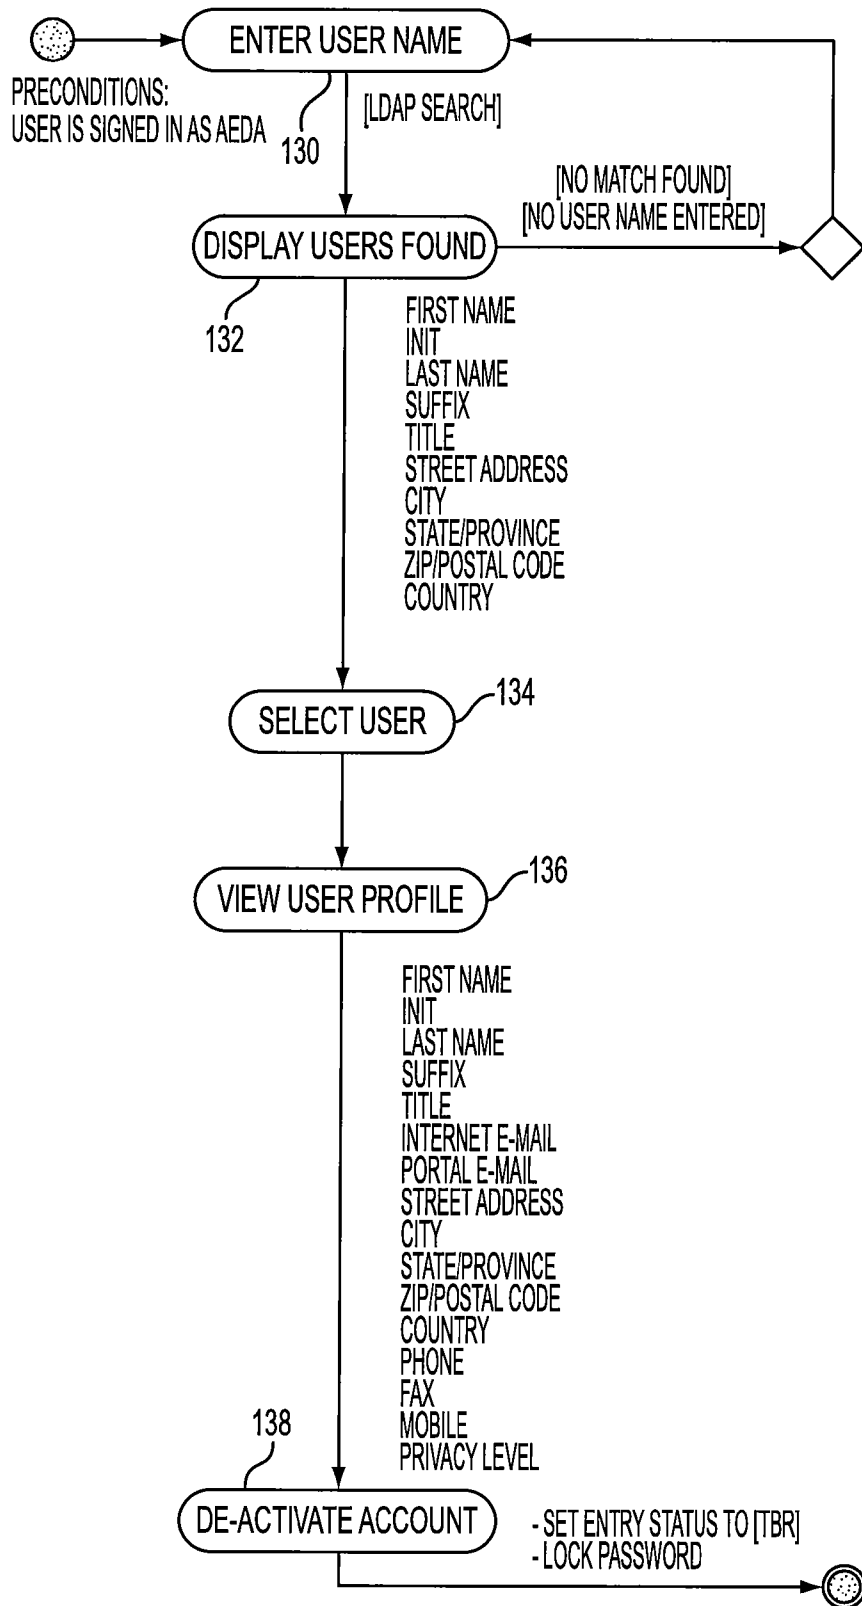 ENTER USER NAME
PRECONDITIONS:
USER IS SIGNED IN AS AEDA
130
[LDAP SEARCH]
[NO MATCH FOUND]
[NO USER NAME ENTERED]
DISPLAY USERS FOUND
132
FIRST NAME
INIT
LAST NAME
SUFFIX
TITLE
STREET ADDRESS
CITY
STATE/PROVINCE
ZIP/POSTAL CODE
COUNTRY
134
SELECT USER
136
VIEW USER PROFILE
FIRST NAME
INIT
LAST NAME
SUFFIX
TITLE
INTERNET E-MAIL
PORTAL E-MAIL
STREET ADDRESS
CITY
STATE/PROVINCE
ZIP/POSTAL CODE
COUNTRY
PHONE
FAX
MOBILE
PRIVACY LEVEL
138
DE-ACTIVATE ACCOUNT
- SET ENTRY STATUS TO [TBR]
- LOCK PASSWORD